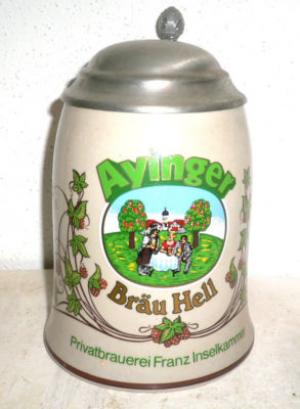 Ayinger
Bräu Hell
Privatbrauerei Franz Inselkammer